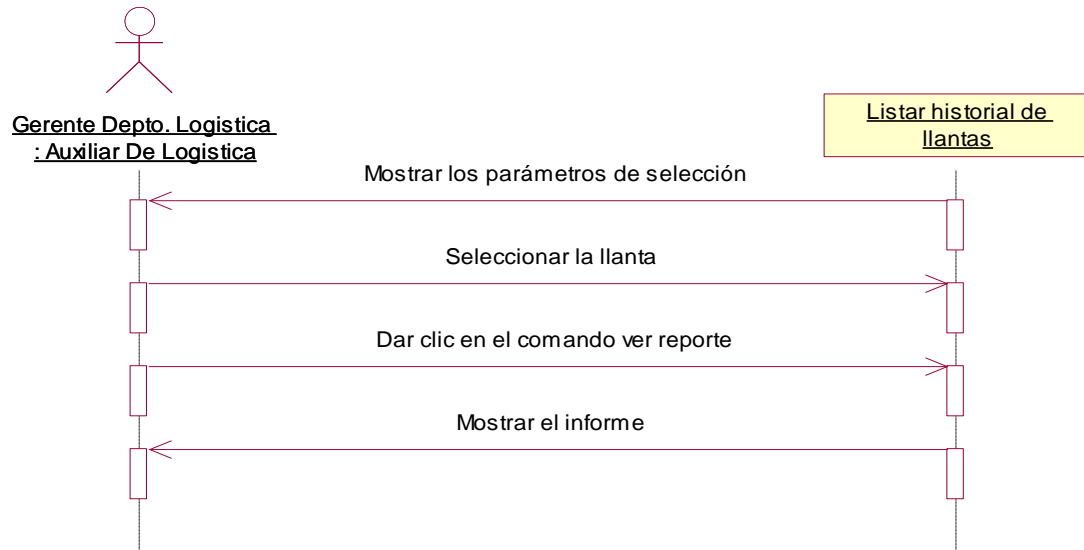 Gerente Depto. Logistica
: Auxiliar De Logistica
Listar historial de
llantas
Mostrar los parámetros de selección
Seleccionar la llanta
Dar clic en el comando ver reporte
Mostrar el informe